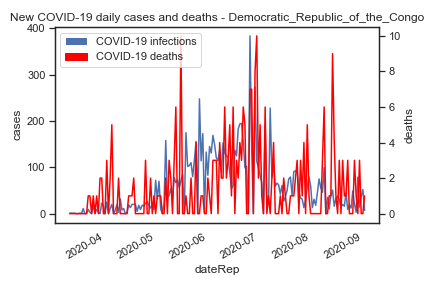 New COVID-19 daily cases and deaths - Democratic_Republic_of_the_Congo
COVID-19 infections
COVID-19 deaths
400
300
200
100
0
cases
10
8
6
4
2
0
deaths
2020-04
2020-05
2020-06
2020-07
2020-08
2020-09
dateRep